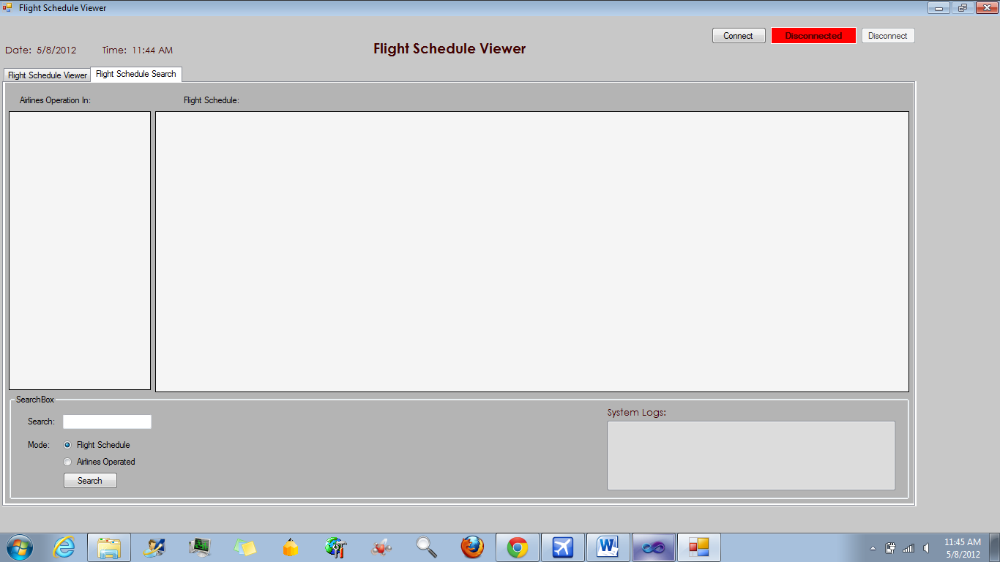 Flight Schedule Viewer
Connect Disconnected Disconnect
Date: 5/8/2012 Time: 11:44 AM
Flight Schedule Viewer
Flight Schedule Viewer Flight Schedule Search
Airlines Operation In: Flight Schedule:
SearchBox
Search:
Mode: Flight Schedule
Airlines Operated
Search
System Logs:
11:45 AM
5/8/2012